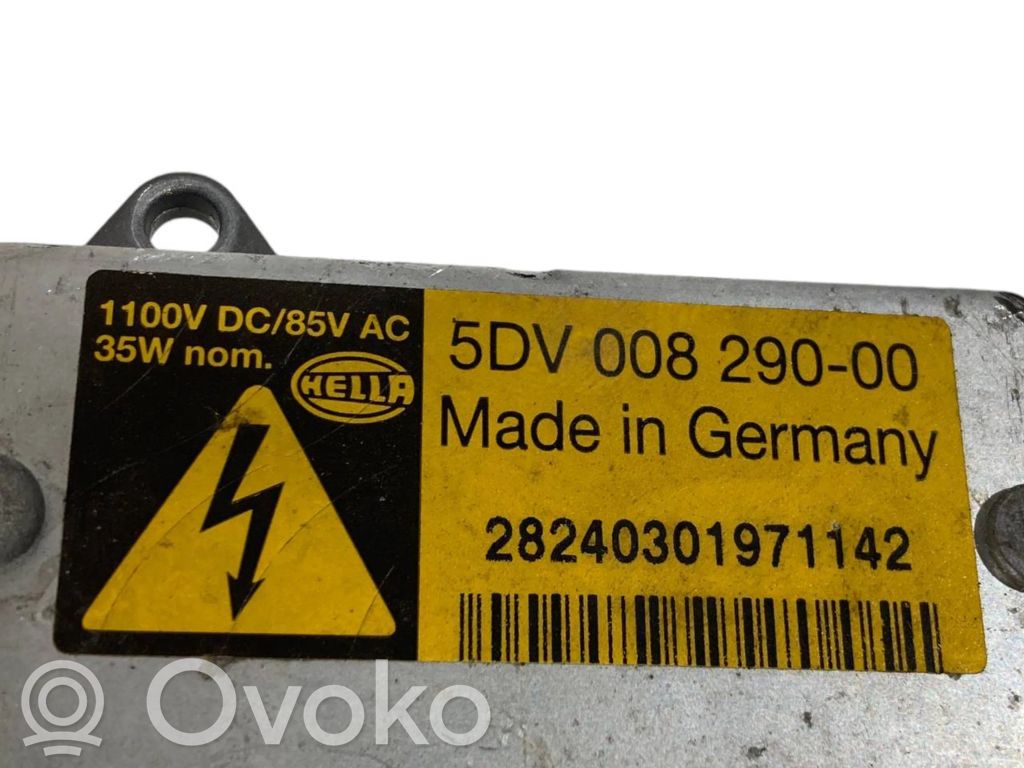 1100V DC/85V AC
35W nom.
HELLA
5DV 008 290-00
Made in Germany
28240301971142
Ovoko